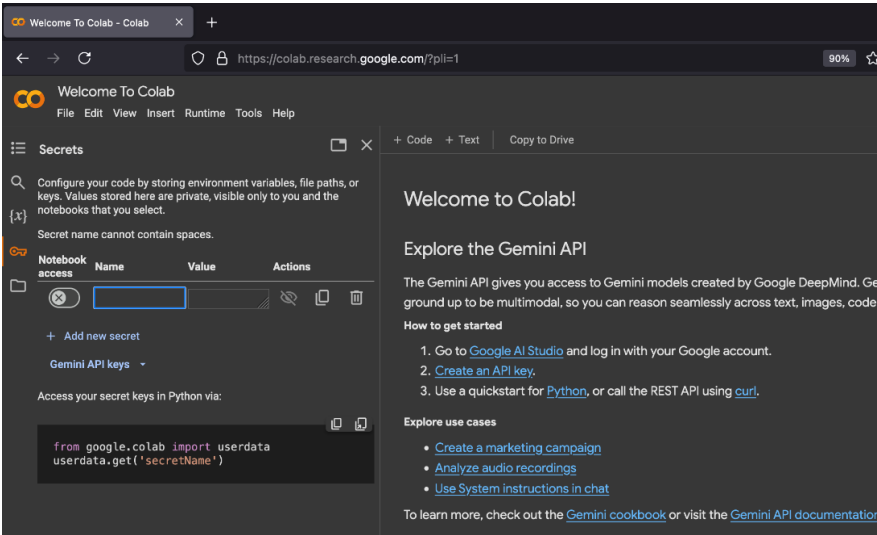 Welcome To Colab - Colab
https://colab.research.google.com/?pli=1
90%
CO
Welcome To Colab
File Edit View Insert Runtime Tools Help
Secrets
Configure your code by storing environment variables, file paths, or
keys. Values stored here are private, visible only to you and the
notebooks that you select.
Secret name cannot contain spaces.
Notebook access Name Value Actions
+ Add new secret
Gemini API keys
Access your secret keys in Python via:
from google.colab import userdata
userdata.get('secretName')
{x}
+ Code + Text Copy to Drive
Welcome to Colab!
Explore the Gemini API
The Gemini API gives you access to Gemini models created by Google DeepMind. Ge
ground up to be multimodal, so you can reason seamlessly across text, images, code
How to get started
1. Go to Google AI Studio and log in with your Google account.
2. Create an API key.
3. Use a quickstart for Python, or call the REST API using curl.
Explore use cases
• Create a marketing campaign
• Analyze audio recordings
• Use System instructions in chat
To learn more, check out the Gemini cookbook or visit the Gemini API documentation